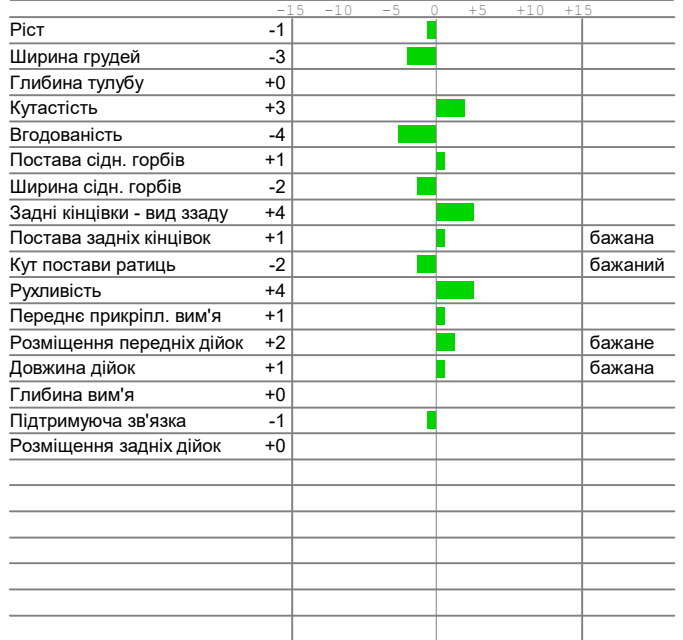 -15 -10 -5 0 +5 +10 +15
Ріст -1
Ширина грудей -3
Глибина тулубу +0
Кутастість +3
Вгодованість -4
Постава сідн. горбів +1
Ширина сідн. горбів -2
Задні кінцівки - вид ззаду +4
Постава задніх кінцівок +1 бажана
Кут постави ратиць -2 бажаний
Рухливість +4
Переднє прикріпл. вим'я +1
Розміщення передніх дійок +2 бажане
Довжина дійок +1 бажана
Глибина вим'я +0
Підтримуюча зв'язка -1
Розміщення задніх дійок +0